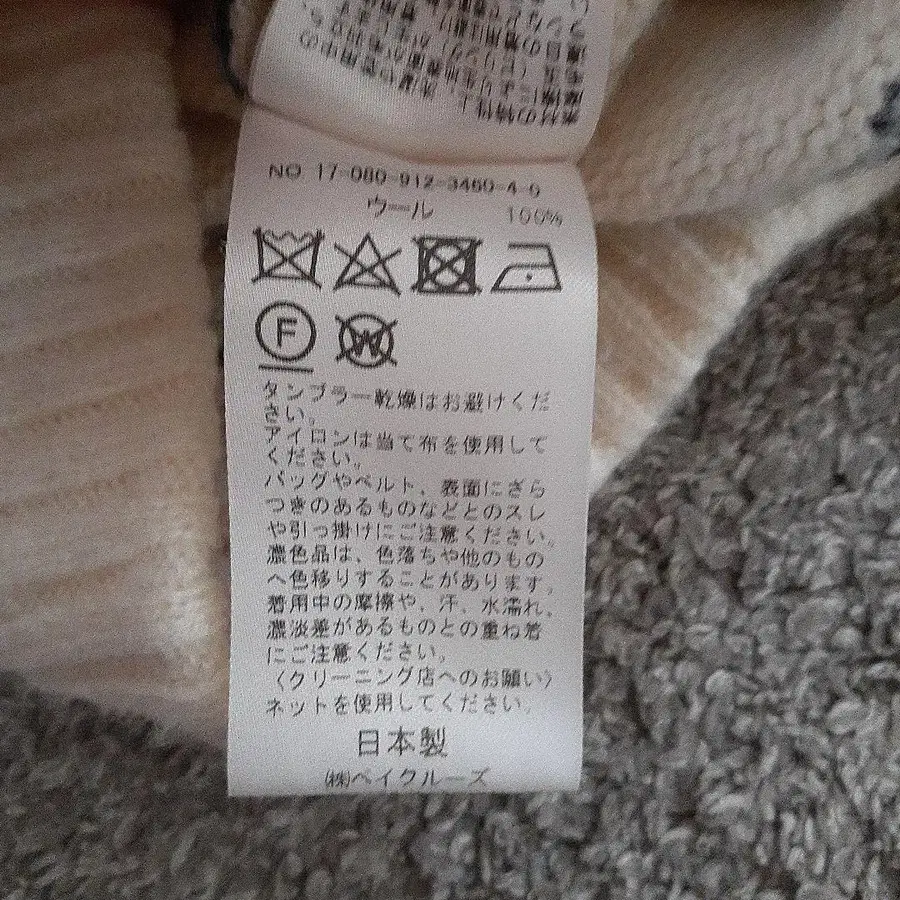 NO 17-080-912-3460-4-0
ウール 100%
F
W
タンブラー乾燥はお避けくだ
さい。
アイロンは当て布を使用して
ください。
バッグやベルト、表面にざら
つきのあるものなどとのスレ
や引っ掛けにご注意ください。
濃色品は、色落ちや他のもの
へ色移りすることがあります。
着用中の摩擦や、汗、水濡れ、
濃淡差があるものとの重ね着
にご注意ください。
〈クリーニング店へのお願い〉
ネットを使用してください。
日本製
㈱ベイクルーズ